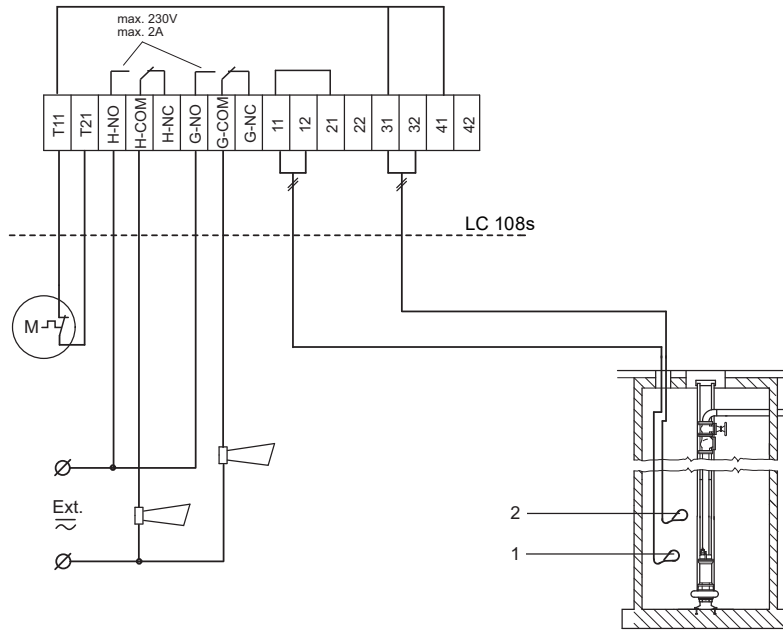 max. 230V
max. 2A
T11
T21
H-NO
H-COM
H-NC
G-NO
G-COM
G-NC
11
12
21
22
31
32
41
42
LC 108s
M
Ext.
2
1